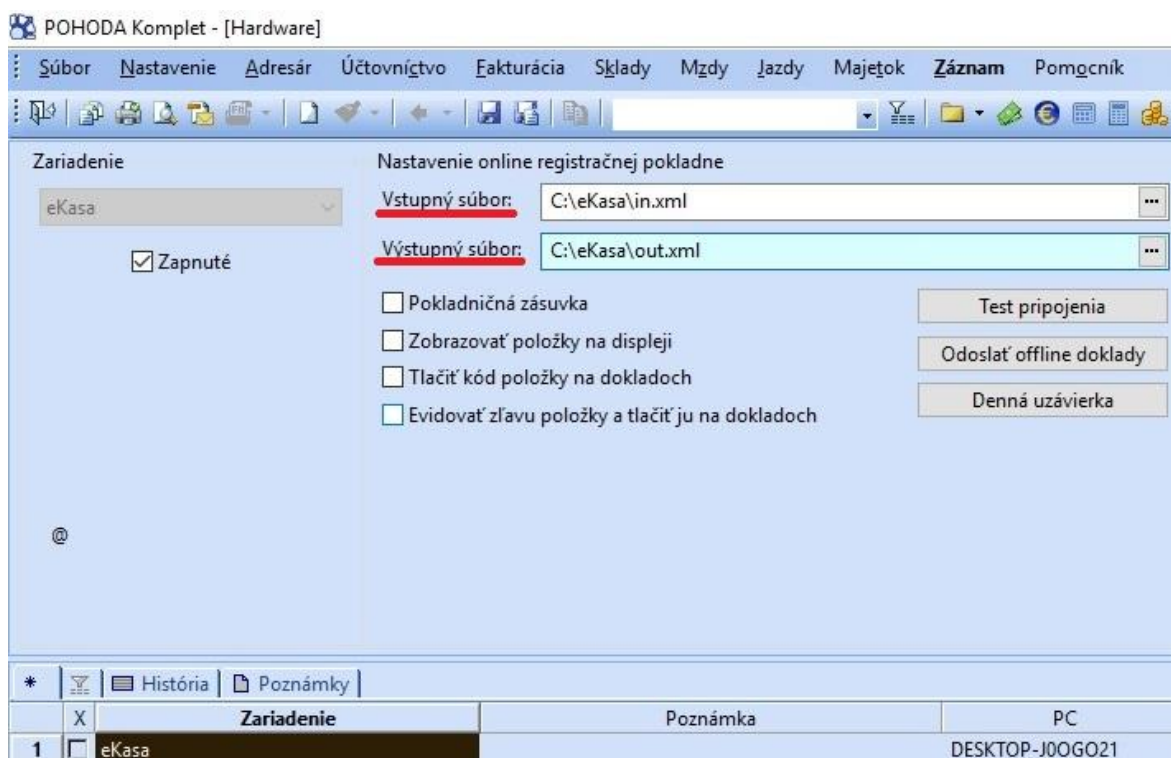 POHODA Komplet - [Hardware]
Súbor Nastavenie Adresár Účtovníctvo Fakturácia Sklady Mzdy Jazdy Majetok Záznam Pomocník
Zariadenie
eKasa
Zapnuté
@
Nastavenie online registračnej pokladne
Vstupný súbor: C:\eKasa\in.xml ...
Výstupný súbor: C:\eKasa\out.xml ...
Pokladničná zásuvka
Zobrazovať položky na displeji
Tlačiť kód položky na dokladoch
Evidovať zľavu položky a tlačiť ju na dokladoch
Test pripojenia
Odoslať offline doklady
Denná uzávierka
* História Poznámky
X Zariadenie Poznámka PC
1 eKasa DESKTOP-J0OGO21